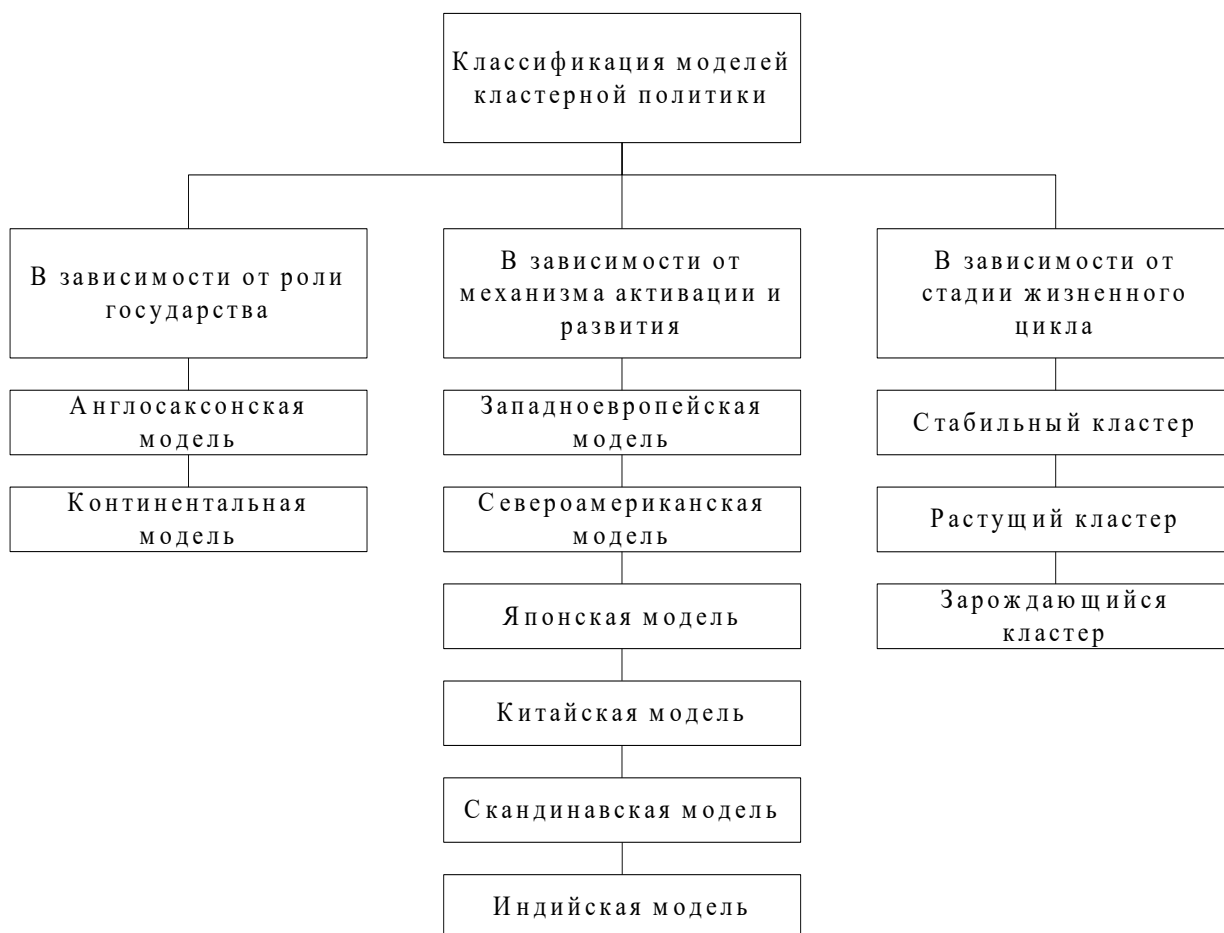 Классификация моделей
кластерной политики
В зависимости от роли
государства
Англосаксонская
модель
Континентальная
модель
В зависимости от
механизма активации и
развития
Западноевропейская
модель
Североамериканская
модель
Японская модель
Китайская модель
Скандинавская модель
Индийская модель
В зависимости от
стадии жизненного
цикла
Стабильный кластер
Растущий кластер
Зарождающийся
кластер